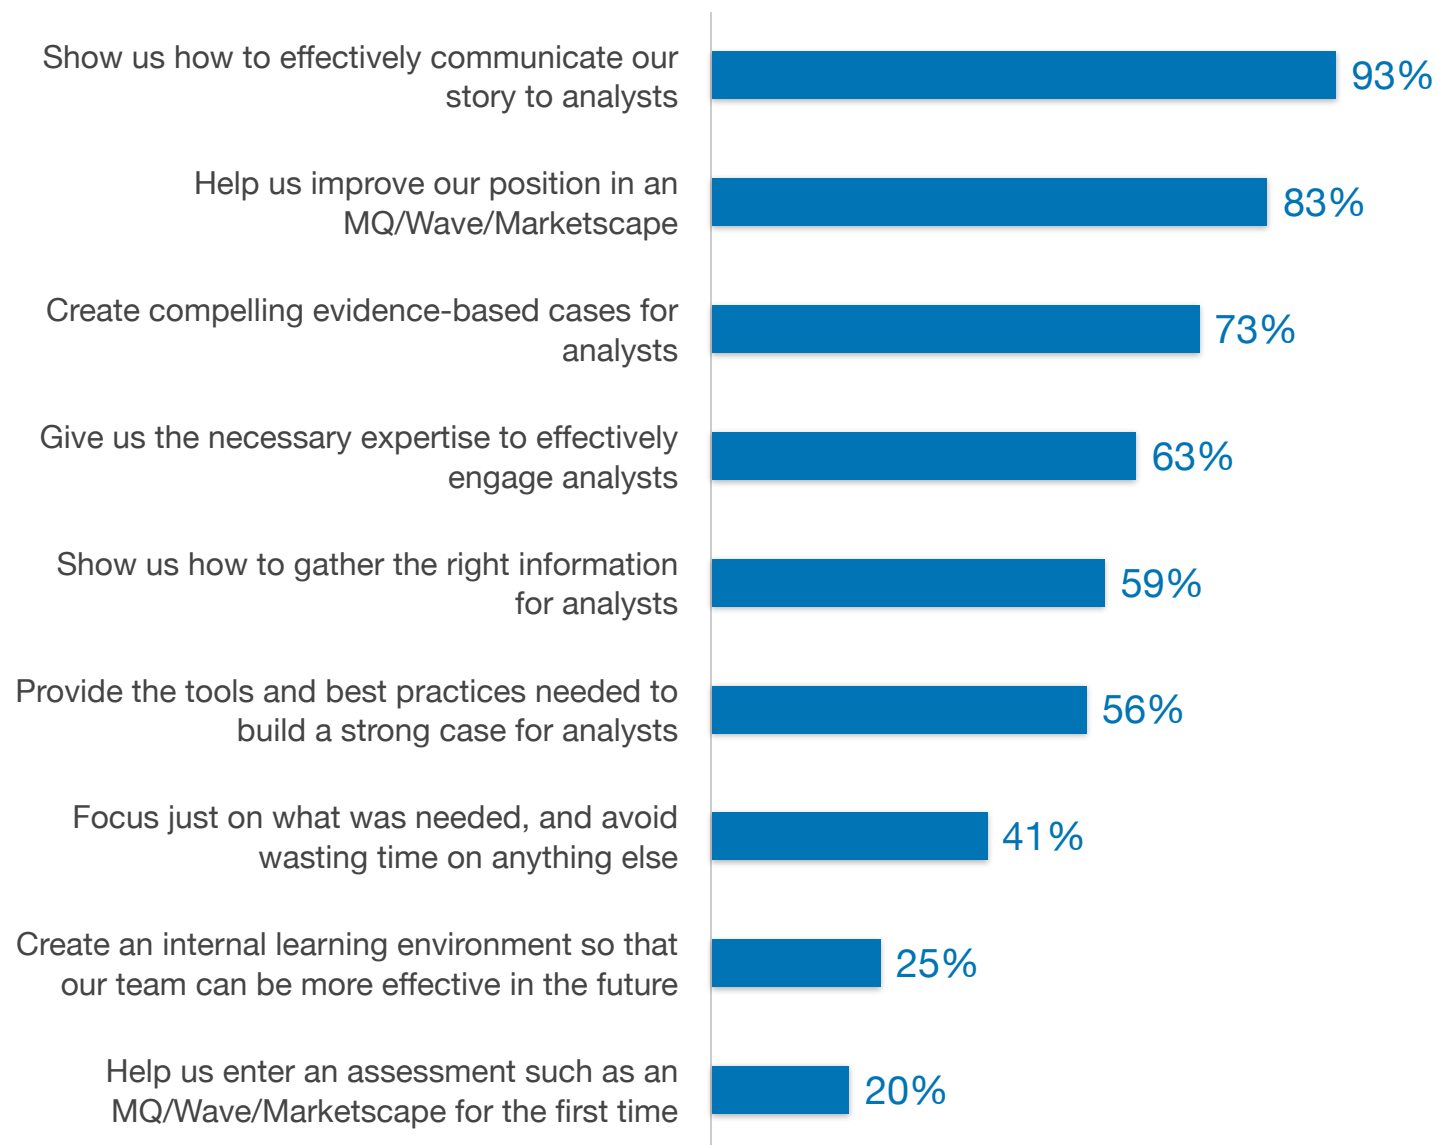 Show us how to effectively communicate our
story to analysts
93%
Help us improve our position in an
MQ/Wave/Marketscape
83%
Create compelling evidence-based cases for
analysts
73%
Give us the necessary expertise to effectively
engage analysts
63%
Show us how to gather the right information
for analysts
59%
Provide the tools and best practices needed to
build a strong case for analysts
56%
Focus just on what was needed, and avoid
wasting time on anything else
41%
Create an internal learning environment so that
our team can be more effective in the future
25%
Help us enter an assessment such as an
MQ/Wave/Marketscape for the first time
20%